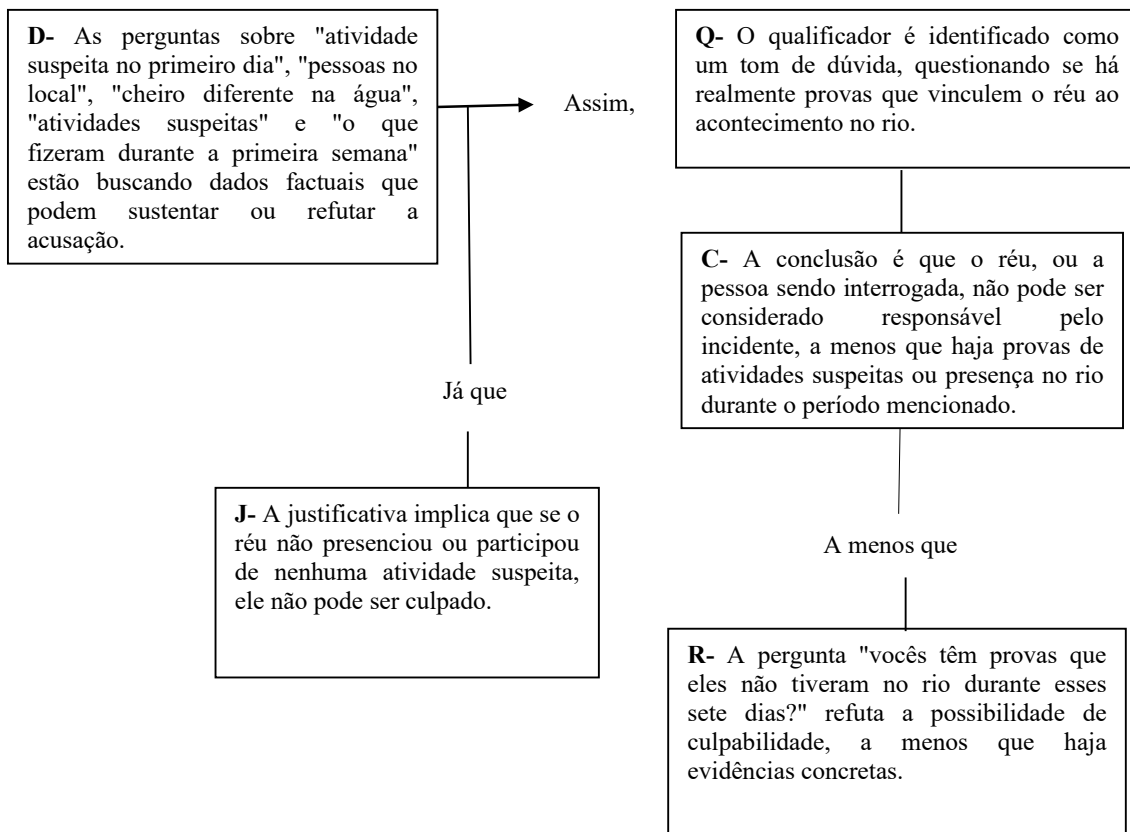 D- As perguntas sobre "atividade
suspeita no primeiro dia", "pessoas no
local", "cheiro diferente na água",
"atividades suspeitas" e "o que
fizeram durante a primeira semana"
estão buscando dados factuais que
podem sustentar ou refutar a
acusação.
Assim,
Q- O qualificador é identificado como
um tom de dúvida, questionando se há
realmente provas que vinculem o réu ao
acontecimento no rio.
C- A conclusão é que o réu, ou a
pessoa sendo interrogada, não pode ser
considerado responsável pelo
incidente, a menos que haja provas de
atividades suspeitas ou presença no rio
durante o período mencionado.
Já que
J- A justificativa implica que se o
réu não presenciou ou participou
de nenhuma atividade suspeita,
ele não pode ser culpado.
A menos que
R- A pergunta "vocês têm provas que
eles não tiveram no rio durante esses
sete dias?" refuta a possibilidade de
culpabilidade, a menos que haja
evidências concretas.